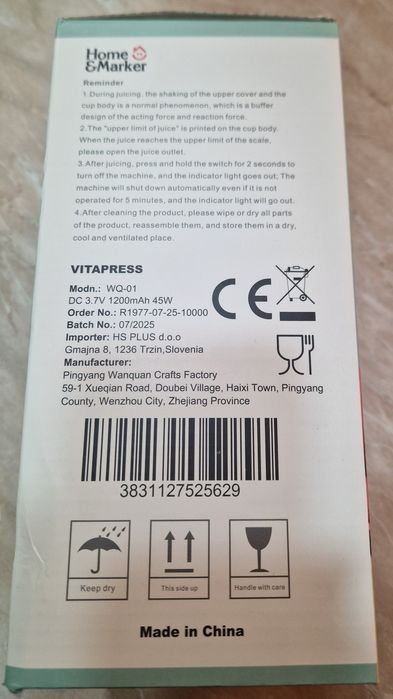 Home
&Marker
Reminder
1.During juicing, the shaking of the upper cover and the
cup body is a normal phenomenon, which is a buffer
design of the acting force and reaction force.
2.The "upper limit of juice" is printed on the cup body.
When the juice reaches the upper limit of the scale,
please open the juice outlet.
3.After juicing, press and hold the switch for 2 seconds to
turn off the machine, and the indicator light goes out; The
machine will shut down automatically even if it is not
operated for 5 minutes, and the indicator light will go out.
4.After cleaning the product, please wipe or dry all parts
of the product, reassemble them, and store them in a dry,
cool and ventilated place.
VITAPRESS
Modn.: WQ-01
DC 3.7V 1200mAh 45W
Order No.: R1977-07-25-10000
Batch No.: 07/2025
Importer: HS PLUS d.o.o
Gmajna 8, 1236 Trzin,Slovenia
Manufacturer:
Pingyang Wanquan Crafts Factory
59-1 Xueqian Road, Doubei Village, Haixi Town, Pingyang
County, Wenzhou City, Zhejiang Province
CE
3831127525629
Keep dry
This side up
Handle with care
Made in China